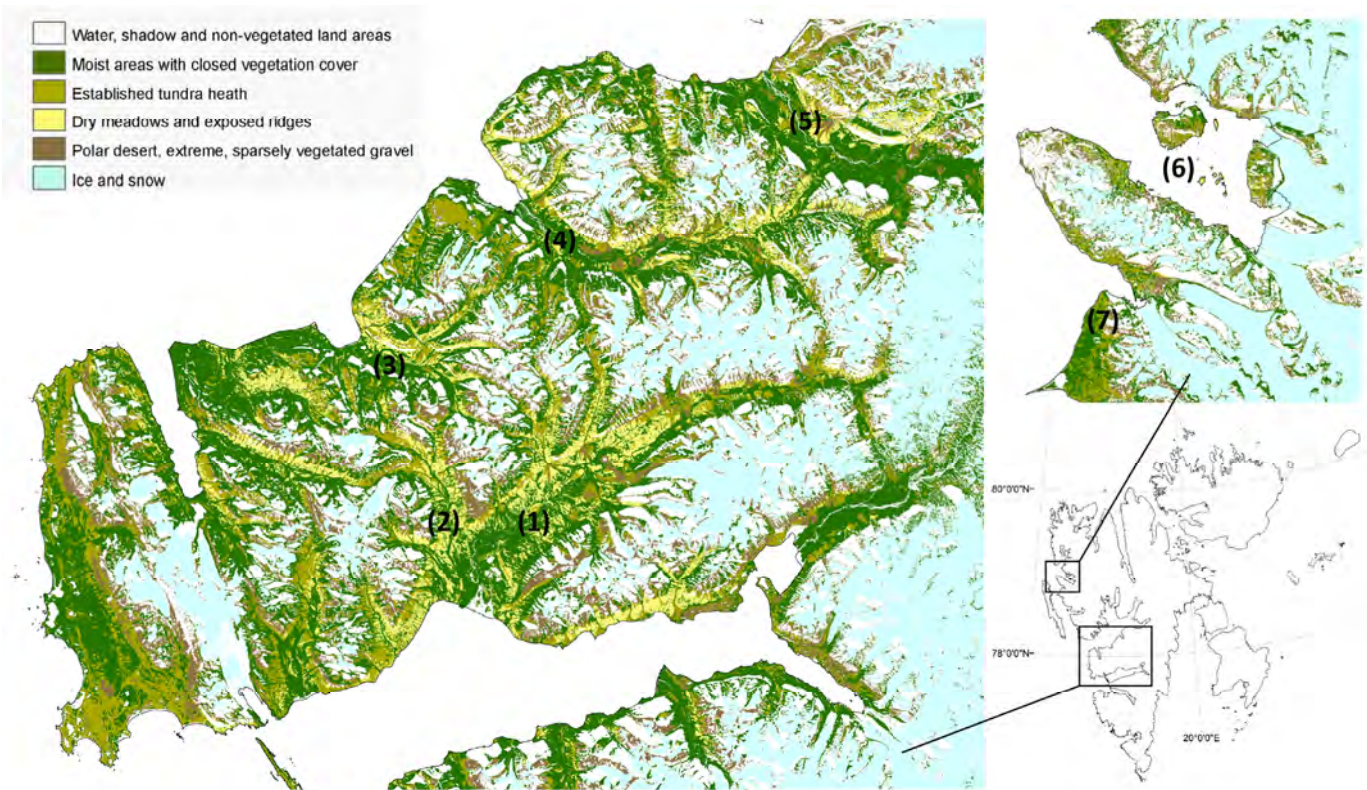 Water, shadow and non-vegetated land areas
Moist areas with closed vegetation cover
Established tundra heath
Dry meadows and exposed ridges
Polar desert, extreme, sparsely vegetated gravel
Ice and snow
(5)
(6)
(4)
(7)
(3)
(2)
(1)
80°0'0"N
78°0'0"N
20°0'0"E